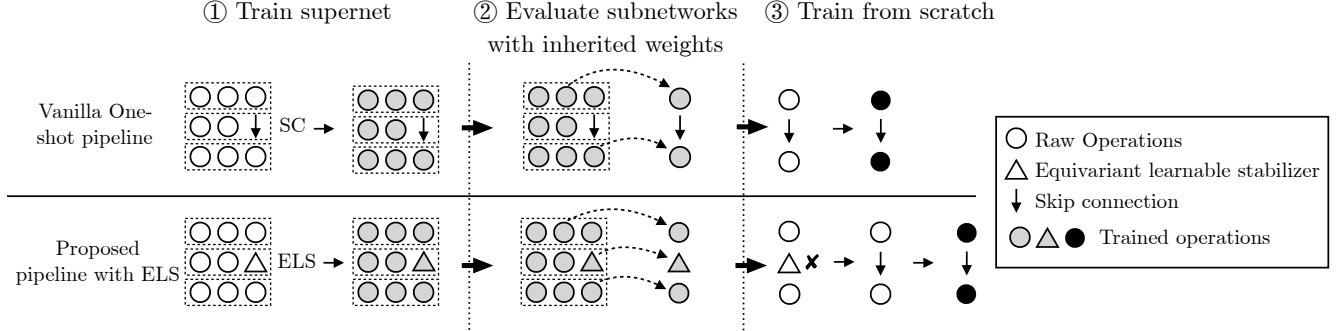 ① Train supernet
② Evaluate subnetworks
with inherited weights
③ Train from scratch
Vanilla One-
shot pipeline
SC
Proposed
pipeline with ELS
ELS
✘
Raw Operations
Equivariant learnable stabilizer
Skip connection
Trained operations